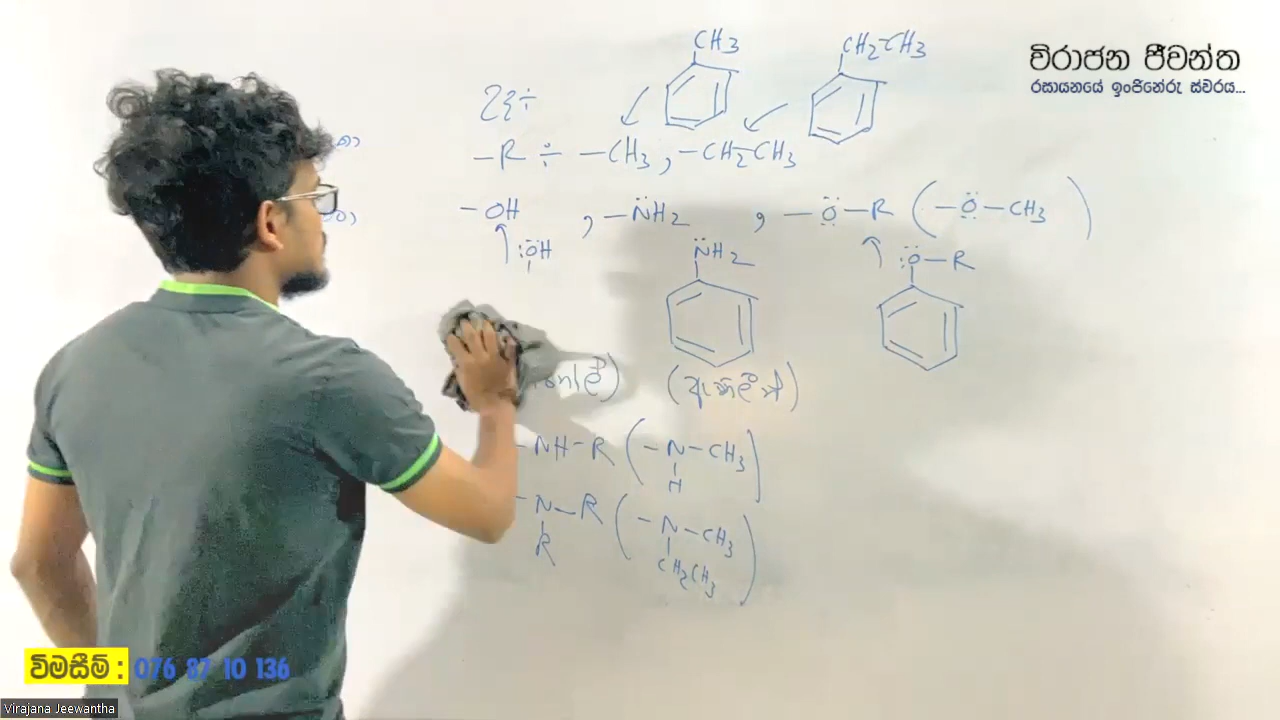 විරාජන ජීවන්ත
රසායනයේ ඉංජිනේරු ස්වරය...
CH3
CH2CH3
උදා:-
-R ÷ -CH3, -CH2CH3
-OH , -N̈H2 , -Ö-R (-Ö-CH3)
:ÖH
N̈H2
:Ö-R
(ඇනිලීන්)
-NH-R (-N-CH3)
H
-N-R (-N-CH3)
R
CH2CH3
විමසීම් : 076 87 10 136
Virajana Jeewantha